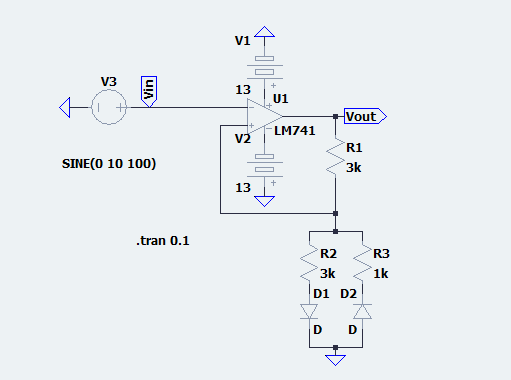 V1
V3
Vin
13
U1
LM741
Vout
V2
R1
3k
SINE(0 10 100)
13
.tran 0.1
R2
R3
3k
1k
D1
D2
D
D